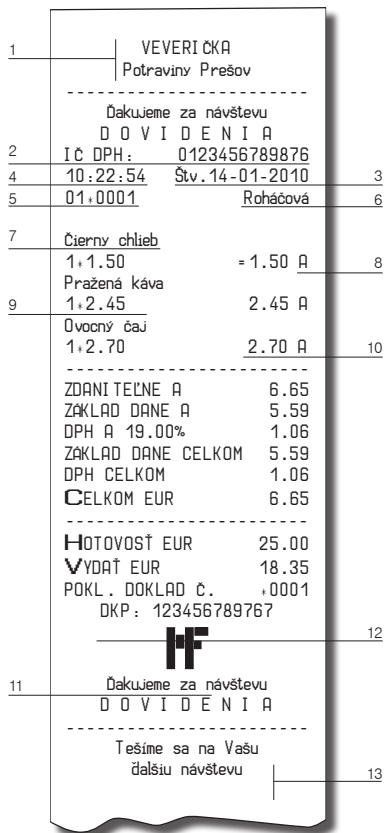 1
VEVERIČKA
Potraviny Prešov
Ďakujeme za návštevu
DOVIDENIA
2
IČ DPH: 0123456789876
4
10:22:54 Štv.14-01-2010
3
5
01*0001 Roháčová
6
7
Čierny chlieb
1*1.50 =1.50 A
8
Pražená káva
9
1*2.45 2.45 A
Ovocný čaj
1*2.70 2.70 A
10
ZDANITEĽNE A 6.65
ZÁKLAD DANE A 5.59
DPH A 19.00% 1.06
ZÁKLAD DANE CELKOM 5.59
DPH CELKOM 1.06
CELKOM EUR 6.65
HOTOVOSŤ EUR 25.00
VYDAŤ EUR 18.35
POKL. DOKLAD Č. *0001
DKP: 123456789767
MF
12
11
Ďakujeme za návštevu
DOVIDENIA
Tešíme sa na Vašu
ďalšiu návštevu
13